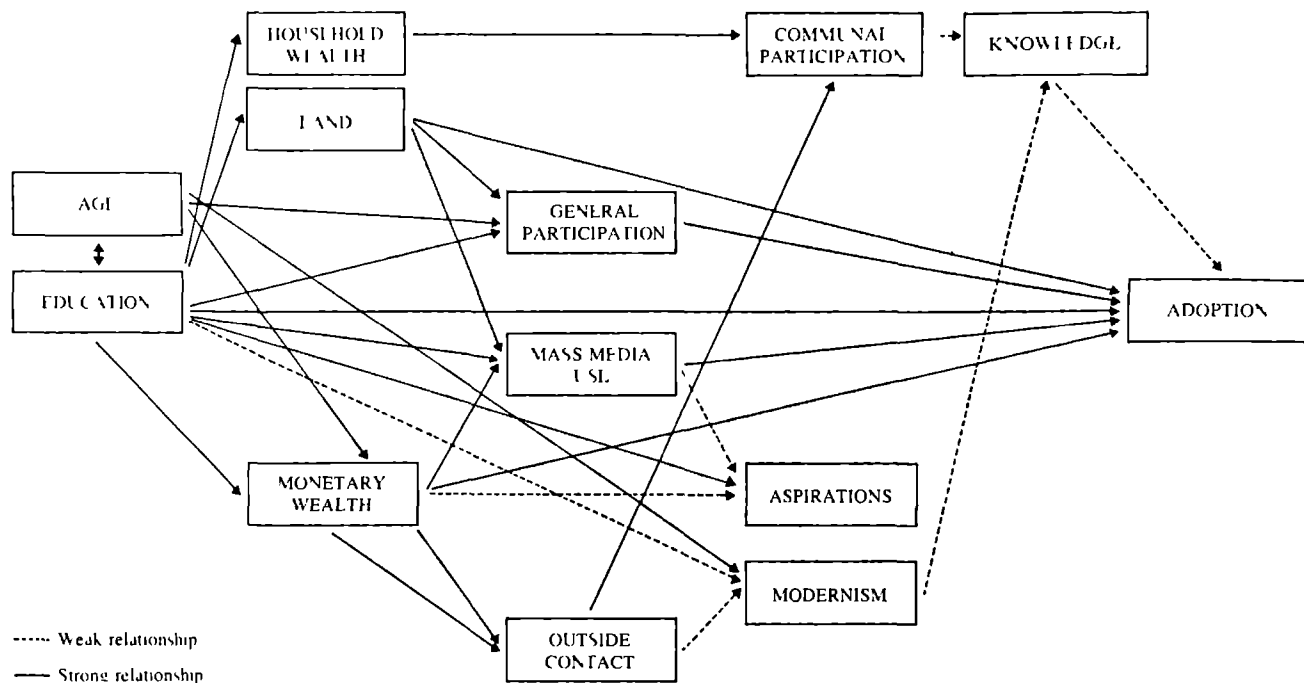 HOUSEHOLD
WEALTH
COMMUNAL
PARTICIPATION
KNOWLEDGE
LAND
AGE
GENERAL
PARTICIPATION
EDUCATION
ADOPTION
MASS MEDIA
USE
MONETARY
WEALTH
ASPIRATIONS
MODERNISM
OUTSIDE
CONTACT
Weak relationship
Strong relationship